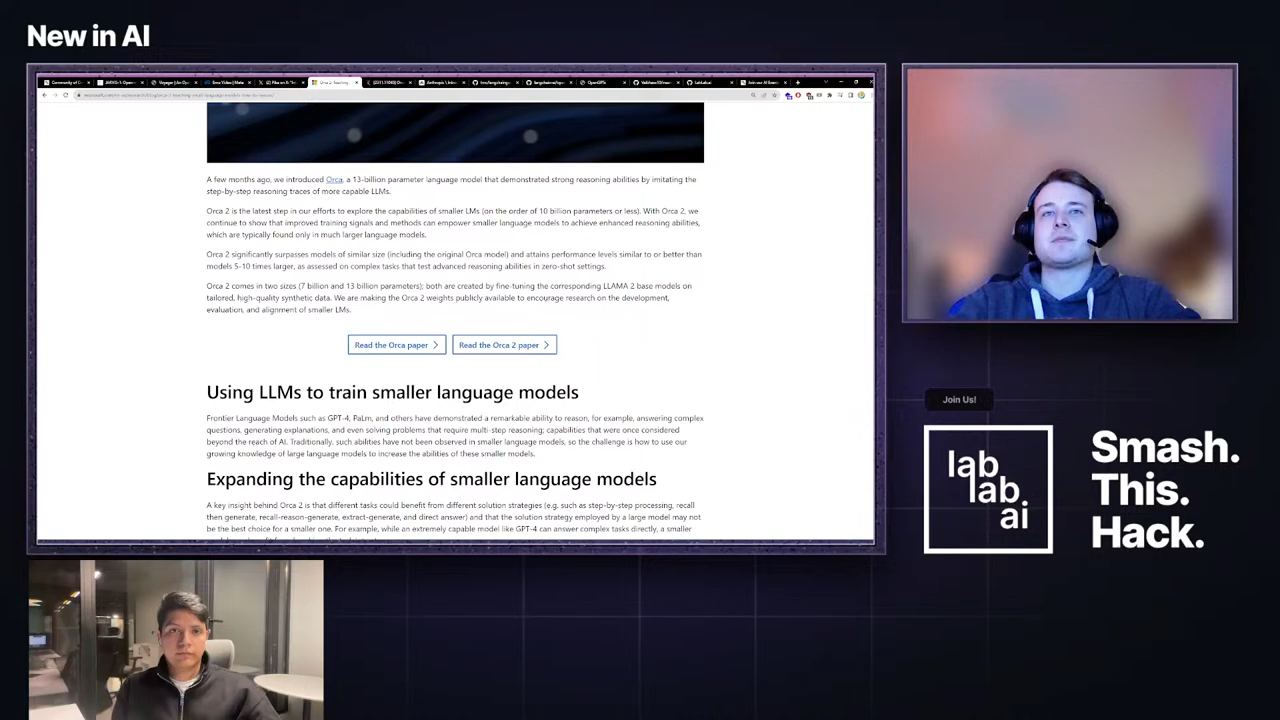 New in AI
A few months ago, we introduced Orca, a 13-billion parameter language model that demonstrated strong reasoning abilities by imitating the
step-by-step reasoning traces of more capable LLMs.
Orca 2 is the latest step in our efforts to explore the capabilities of smaller LMs (on the order of 10 billion parameters or less). With Orca 2, we
continue to show that improved training signals and methods can empower smaller language models to achieve enhanced reasoning abilities,
which are typically found only in much larger language models.
Orca 2 significantly surpasses models of similar size (including the original Orca model) and attains performance levels similar to or better than
models 5-10 times larger, as assessed on complex tasks that test advanced reasoning abilities in zero-shot settings.
Orca 2 comes in two sizes (7 billion and 13 billion parameters); both are created by fine-tuning the corresponding LLAMA 2 base models on
tailored, high-quality synthetic data. We are making the Orca 2 weights publicly available to encourage research on the development,
evaluation, and alignment of smaller LMs.
Read the Orca paper
Read the Orca 2 paper
Using LLMs to train smaller language models
Frontier Language Models such as GPT-4, PaLm, and others have demonstrated a remarkable ability to reason, for example, answering complex
questions, generating explanations, and even solving problems that require multi-step reasoning; capabilities that were once considered
beyond the reach of AI. Traditionally, such abilities have not been observed in smaller language models, so the challenge is how to use our
growing knowledge of large language models to increase the abilities of these smaller models.
Expanding the capabilities of smaller language models
A key insight behind Orca 2 is that different tasks could benefit from different solution strategies (e.g. such as step-by-step processing, recall
then generate, recall-reason-generate, extract-generate, and direct answer) and that the solution strategy employed by a large model may not
be the best choice for a smaller one. For example, while an extremely capable model like GPT-4 can answer complex tasks directly, a smaller
Join Us!
lab
lab.
ai
Smash.
This.
Hack.